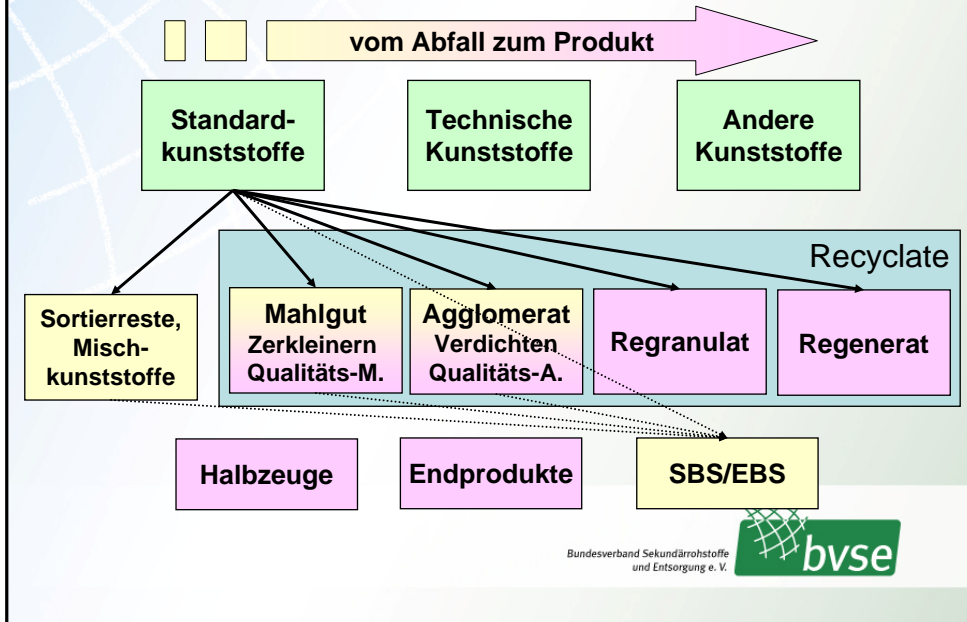 vom Abfall zum Produkt
Standard-
kunststoffe
Technische
Kunststoffe
Andere
Kunststoffe
Recyclate
Sortierreste,
Misch-
kunststoffe
Mahlgut
Zerkleinern
Qualitäts-M.
Agglomerat
Verdichten
Qualitäts-A.
Regranulat
Regenerat
Halbzeuge
Endprodukte
SBS/EBS
Bundesverband Sekundärrohstoffe
und Entsorgung e. V.
bvse